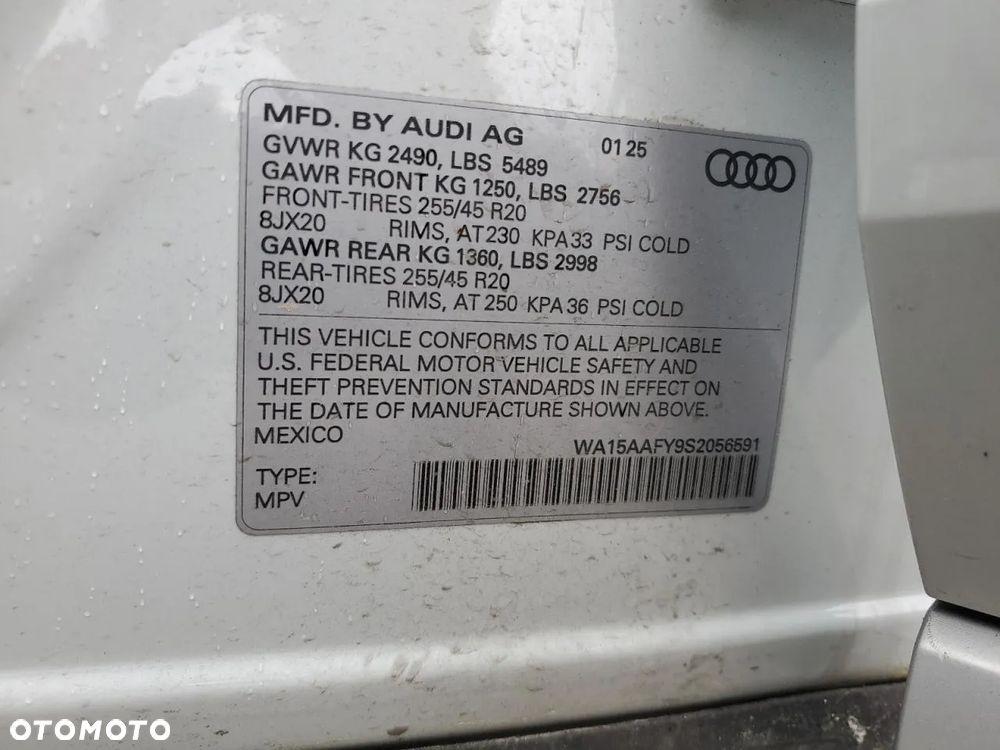 MFD. BY AUDI AG 01 25
GVWR KG 2490, LBS 5489
GAWR FRONT KG 1250, LBS 2756
FRONT-TIRES 255/45 R20
8JX20 RIMS, AT 230 KPA 33 PSI COLD
GAWR REAR KG 1360, LBS 2998
REAR-TIRES 255/45 R20
8JX20 RIMS, AT 250 KPA 36 PSI COLD
THIS VEHICLE CONFORMS TO ALL APPLICABLE
U.S. FEDERAL MOTOR VEHICLE SAFETY AND
THEFT PREVENTION STANDARDS IN EFFECT ON
THE DATE OF MANUFACTURE SHOWN ABOVE.
MEXICO
WA15AAFY9S2056591
TYPE:
MPV
OTOMOTO